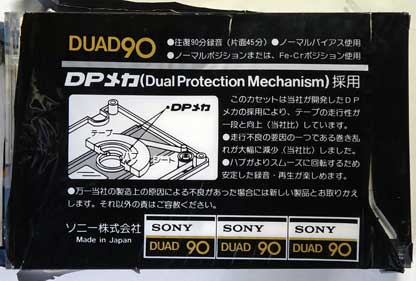 DUAD90
●往復90分録音(片面45分)●ノーマルバイアス使用
●ノーマルポジションまたは、Fe-Crポジション使用
DPメカ(Dual Protection Mechanism)採用
●DPメカ
テープ
シート
このカセットは当社が開発したDP
メカの採用により、テープの走行性が
一段と向上(当社比)しています。
●走行不良の要因の一つである巻き乱
れが大幅に減少(当社比)しました。
●ハブがよりスムーズに回転するため
安定した録音・再生が楽しめます。
●万一当社の製造上の原因による不良があった場合には新しい製品とお取りかえ
します。それ以外の責はご容赦ください。
ソニー株式会社
Made in Japan
SONY SONY SONY
DUAD 90 DUAD 90 DUAD 90